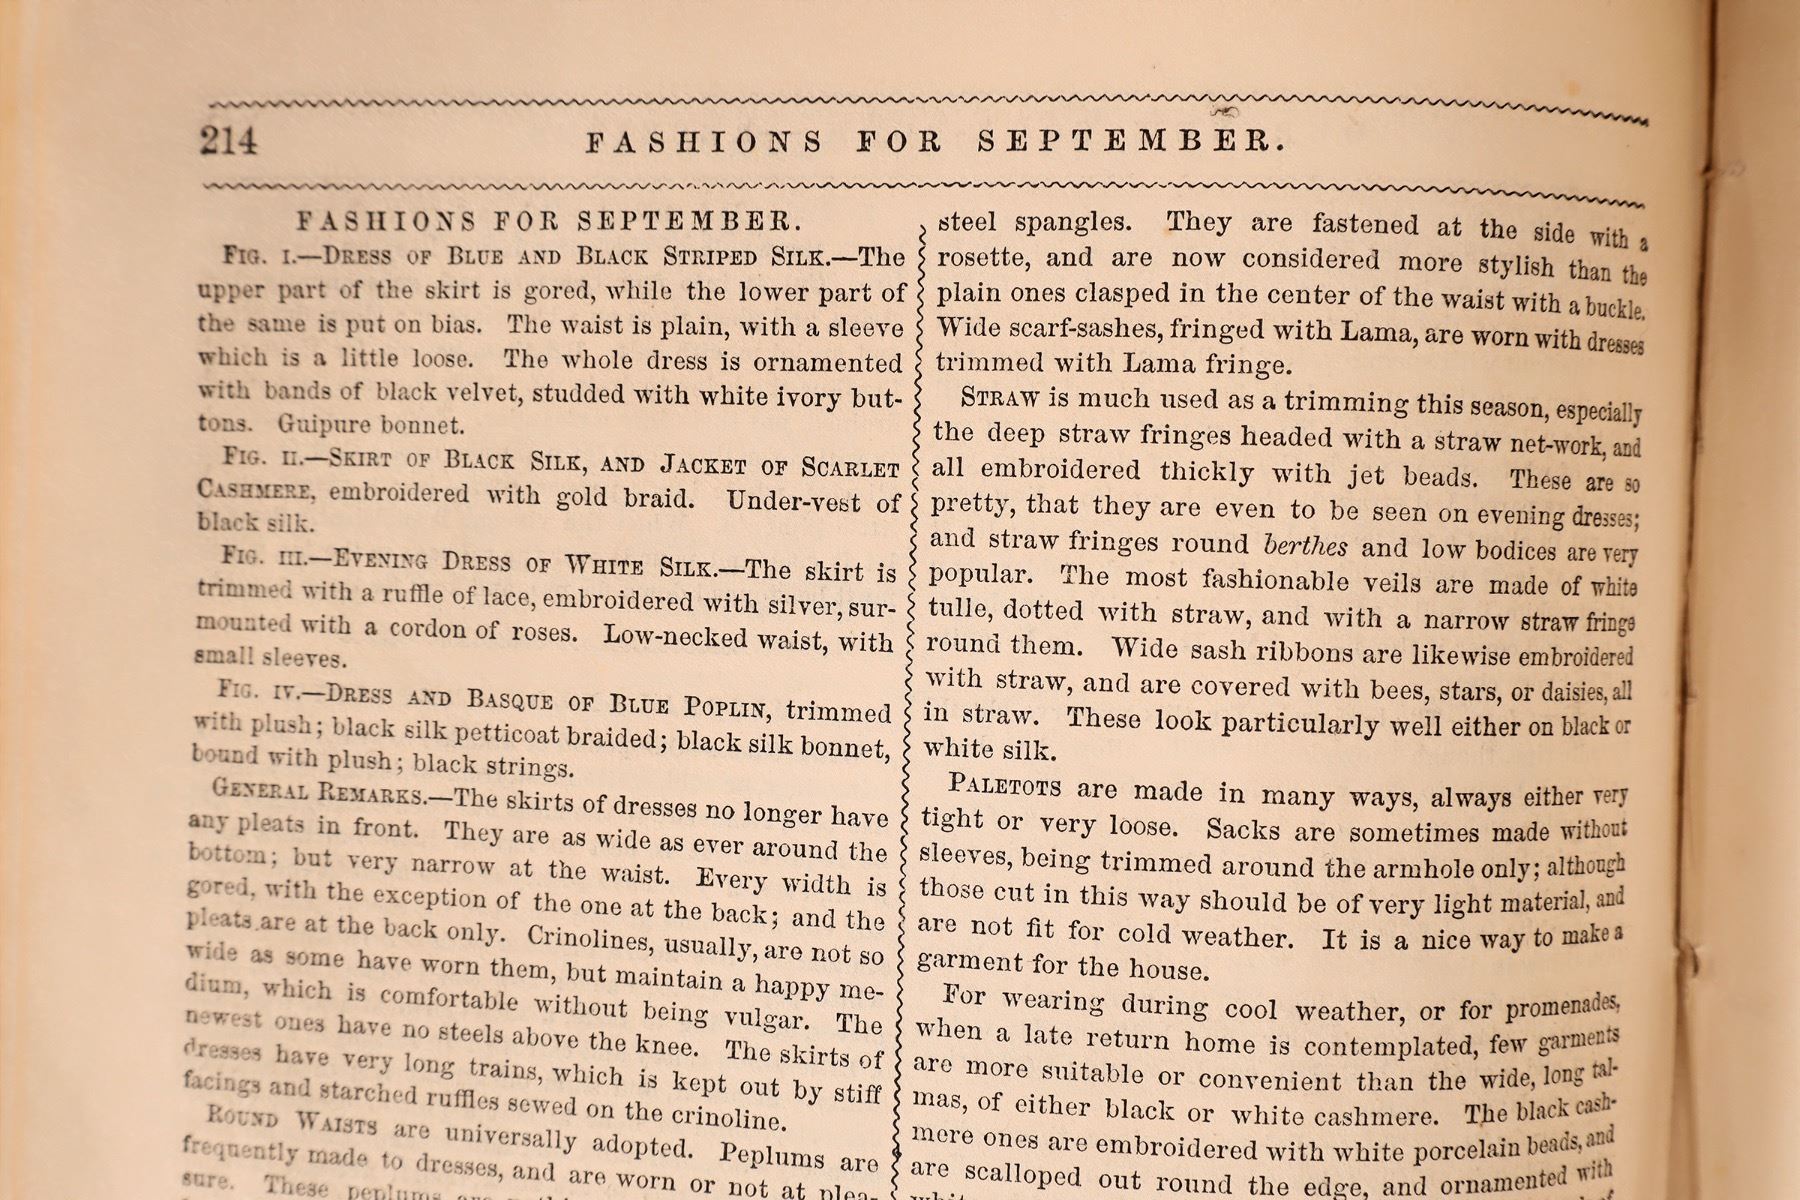 214
FASHIONS FOR SEPTEMBER.
FASHIONS FOR SEPTEMBER.
FIG. I.—DRESS OF BLUE AND BLACK STRIPED SILK.—The
upper part of the skirt is gored, while the lower part of
the same is put on bias. The waist is plain, with a sleeve
which is a little loose. The whole dress is ornamented
with bands of black velvet, studded with white ivory but-
tons. Guipure bonnet.
FIG. II.—SKIRT OF BLACK SILK, AND JACKET OF SCARLET
CASHMERE, embroidered with gold braid. Under-vest of
black silk.
FIG. III.—EVENING DRESS OF WHITE SILK.—The skirt is
trimmed with a ruffle of lace, embroidered with silver, sur-
mounted with a cordon of roses. Low-necked waist, with
small sleeves.
FIG. IV.—DRESS AND BASQUE OF BLUE POPLIN, trimmed
with plush; black silk petticoat braided; black silk bonnet,
bound with plush; black strings.
GENERAL REMARKS.—The skirts of dresses no longer have
any pleats in front. They are as wide as ever around the
bottom; but very narrow at the waist. Every width is
gored, with the exception of the one at the back; and the
pleats are at the back only. Crinolines, usually, are not so
wide as some have worn them, but maintain a happy me-
dium, which is comfortable without being vulgar. The
newest ones have no steels above the knee. The skirts of
dresses have very long trains, which is kept out by stiff
facings and starched ruffles sewed on the crinoline.
ROUND WAISTS are universally adopted. Peplums are
frequently made to dresses, and are worn or not at plea-
sure. These peplums are
steel spangles. They are fastened at the side with a
rosette, and are now considered more stylish than the
plain ones clasped in the center of the waist with a buckle.
Wide scarf-sashes, fringed with Lama, are worn with dresses
trimmed with Lama fringe.
STRAW is much used as a trimming this season, especially
the deep straw fringes headed with a straw net-work, and
all embroidered thickly with jet beads. These are so
pretty, that they are even to be seen on evening dresses;
and straw fringes round berthes and low bodices are very
popular. The most fashionable veils are made of white
tulle, dotted with straw, and with a narrow straw fringe
round them. Wide sash ribbons are likewise embroidered
with straw, and are covered with bees, stars, or daisies, all
in straw. These look particularly well either on black or
white silk.
PALETOTS are made in many ways, always either very
tight or very loose. Sacks are sometimes made without
sleeves, being trimmed around the armhole only; although
those cut in this way should be of very light material, and
are not fit for cold weather. It is a nice way to make a
garment for the house.
For wearing during cool weather, or for promenades,
when a late return home is contemplated, few garments
are more suitable or convenient than the wide, long tal-
mas, of either black or white cashmere. The black cash-
mere ones are embroidered with white porcelain beads, and
are scalloped out round the edge, and ornamented with